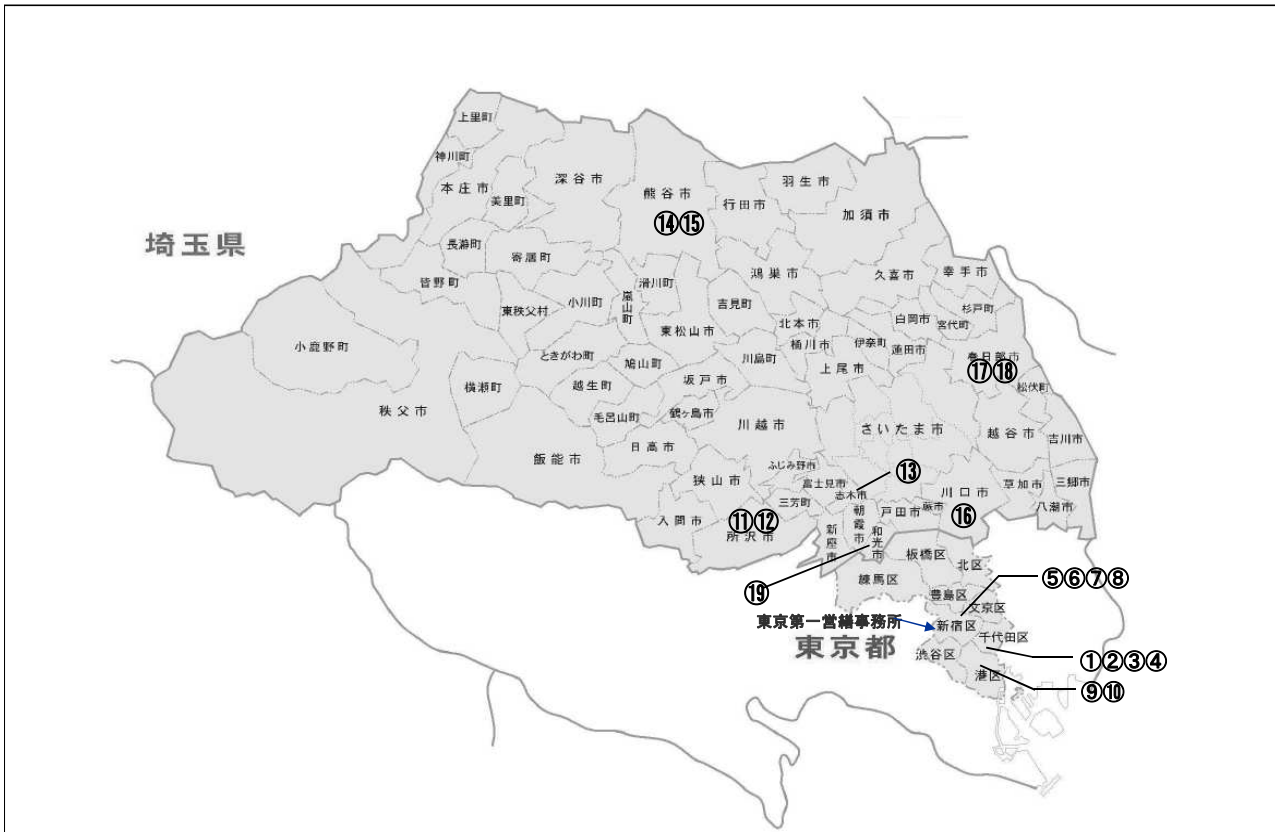 上里町
神川町
本庄市
美里町
深谷市
熊谷市
⑭⑮
行田市
羽生市
加須市
埼玉県
長瀞町
皆野町
寄居町
東秩父村
小川町
嵐山町
滑川町
東松山市
吉見町
鴻巣市
北本市
桶川市
久喜市
幸手市
杉戸町
宮代町
白岡市
伊奈町
蓮田市
上尾市
春日部市
⑰⑱
松伏町
小鹿野町
秩父市
横瀬町
ときがわ町
鳩山町
越生町
毛呂山町
坂戸市
鶴ヶ島市
川島町
川越市
日高市
飯能市
狭山市
入間市
所沢市
⑪⑫
ふじみ野市
富士見市
三芳町
志木市
⑬
さいたま市
越谷市
吉川市
草加市
三郷市
八潮市
川口市
⑯
蕨市
戸田市
朝霞市
和光市
新座市
⑲
板橋区
北区
練馬区
豊島区
文京区
⑤⑥⑦⑧
東京第一営繕事務所
新宿区
千代田区
東京都
渋谷区
港区
①②③④
⑨⑩